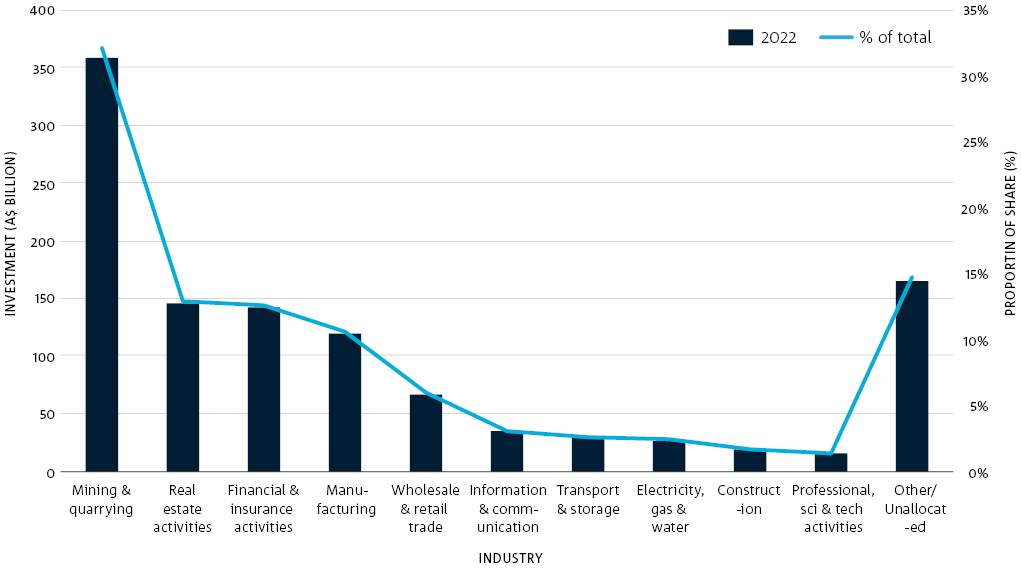 400
350
300
250
200
150
100
50
0
INVESTMENT (A$ BILLION)
2022
% of total
35%
30%
25%
20%
15%
10%
5%
0%
PROPORTIN OF SHARE (%)
Mining &
quarrying
Real
estate
activities
Financial &
insurance
activities
Manu-
facturing
Wholesale
& retail
trade
Information
& comm-
unication
Transport
& storage
Electricity,
gas &
water
Construct
-ion
Professional,
sci & tech
activities
Other/
Unallocat
-ed
INDUSTRY